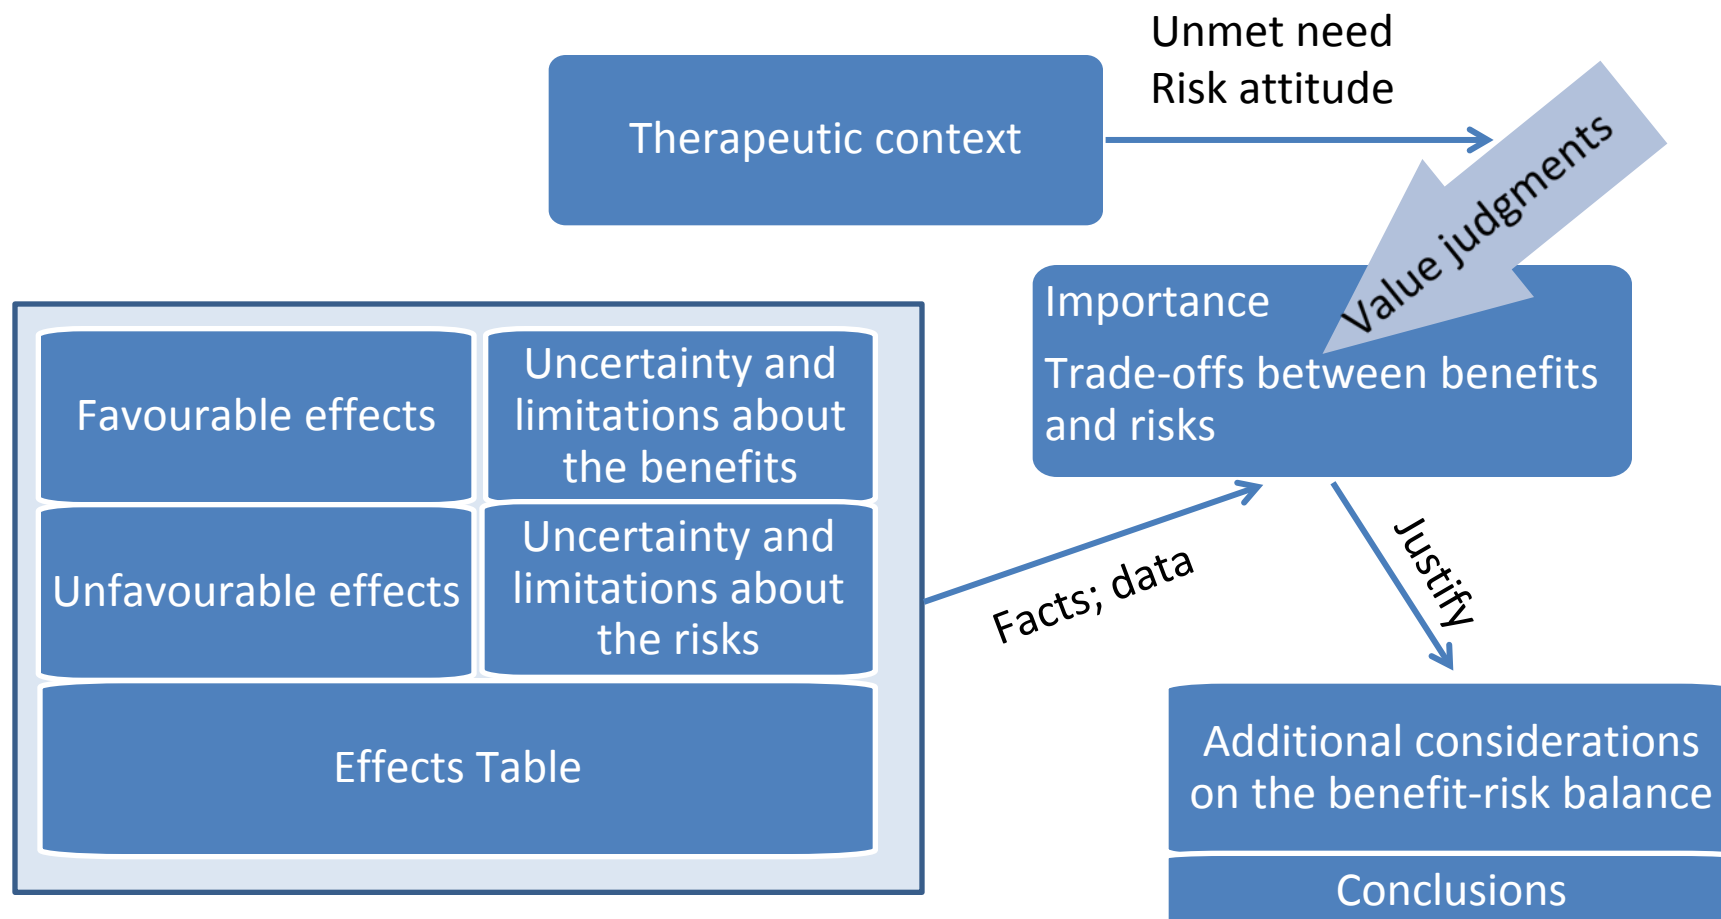 Unmet need
Risk attitude
Therapeutic context
Value judgments
Importance
Trade-offs between benefits
and risks
Favourable effects
Uncertainty and
limitations about
the benefits
Unfavourable effects
Uncertainty and
limitations about
the risks
Effects Table
Facts; data
Justify
Additional considerations
on the benefit-risk balance
Conclusions